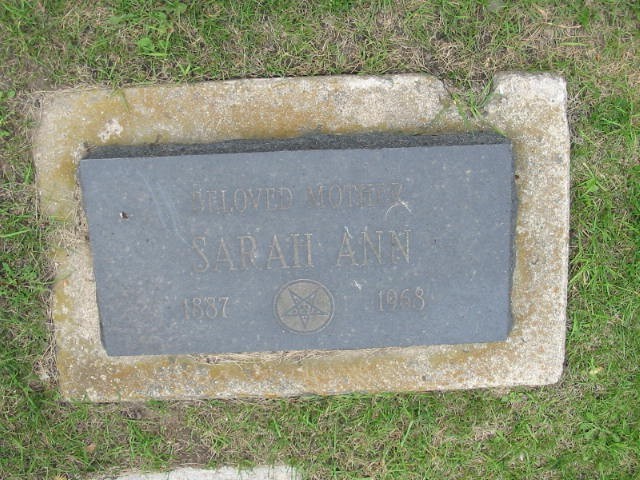 BELOVED MOTHER
SARAH ANN
1887 1968